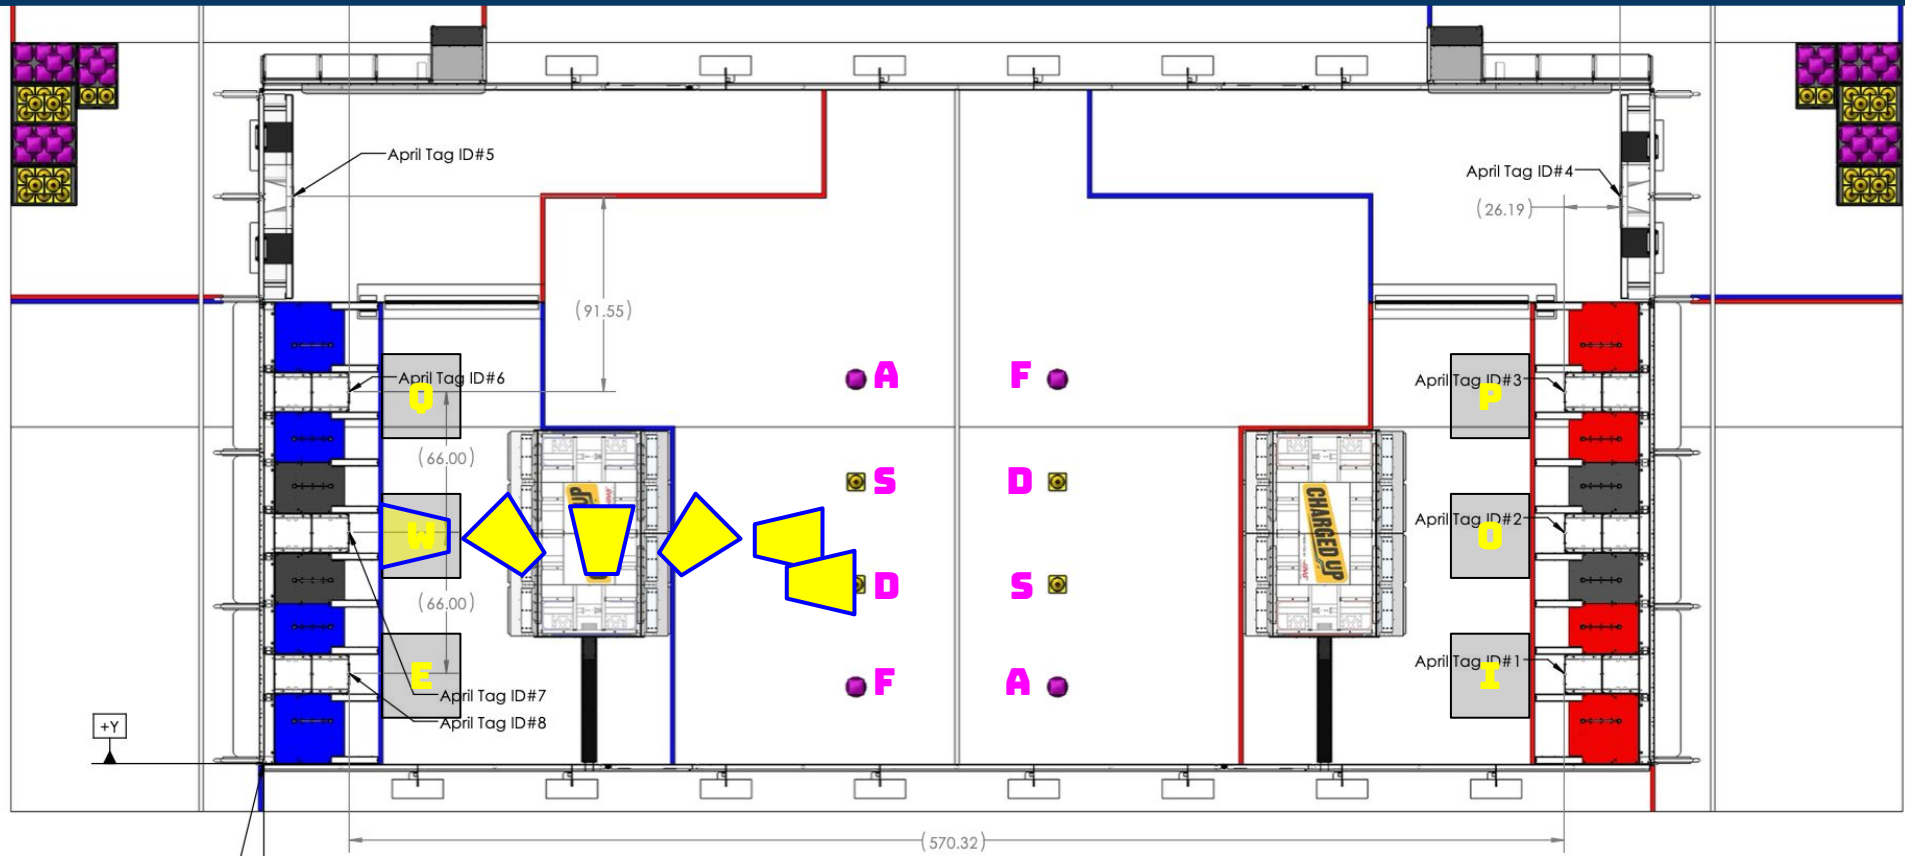 April Tag ID#5
April Tag ID#4
(26.19)
(91.55)
April Tag ID#6
Q
A
F
April Tag ID#3
P
(66.00)
S
D
CHARGED UP
W
April Tag ID#2
O
(66.00)
D
S
E
April Tag ID#7
April Tag ID#8
F
A
April Tag ID#1
I
+Y
(570.32)